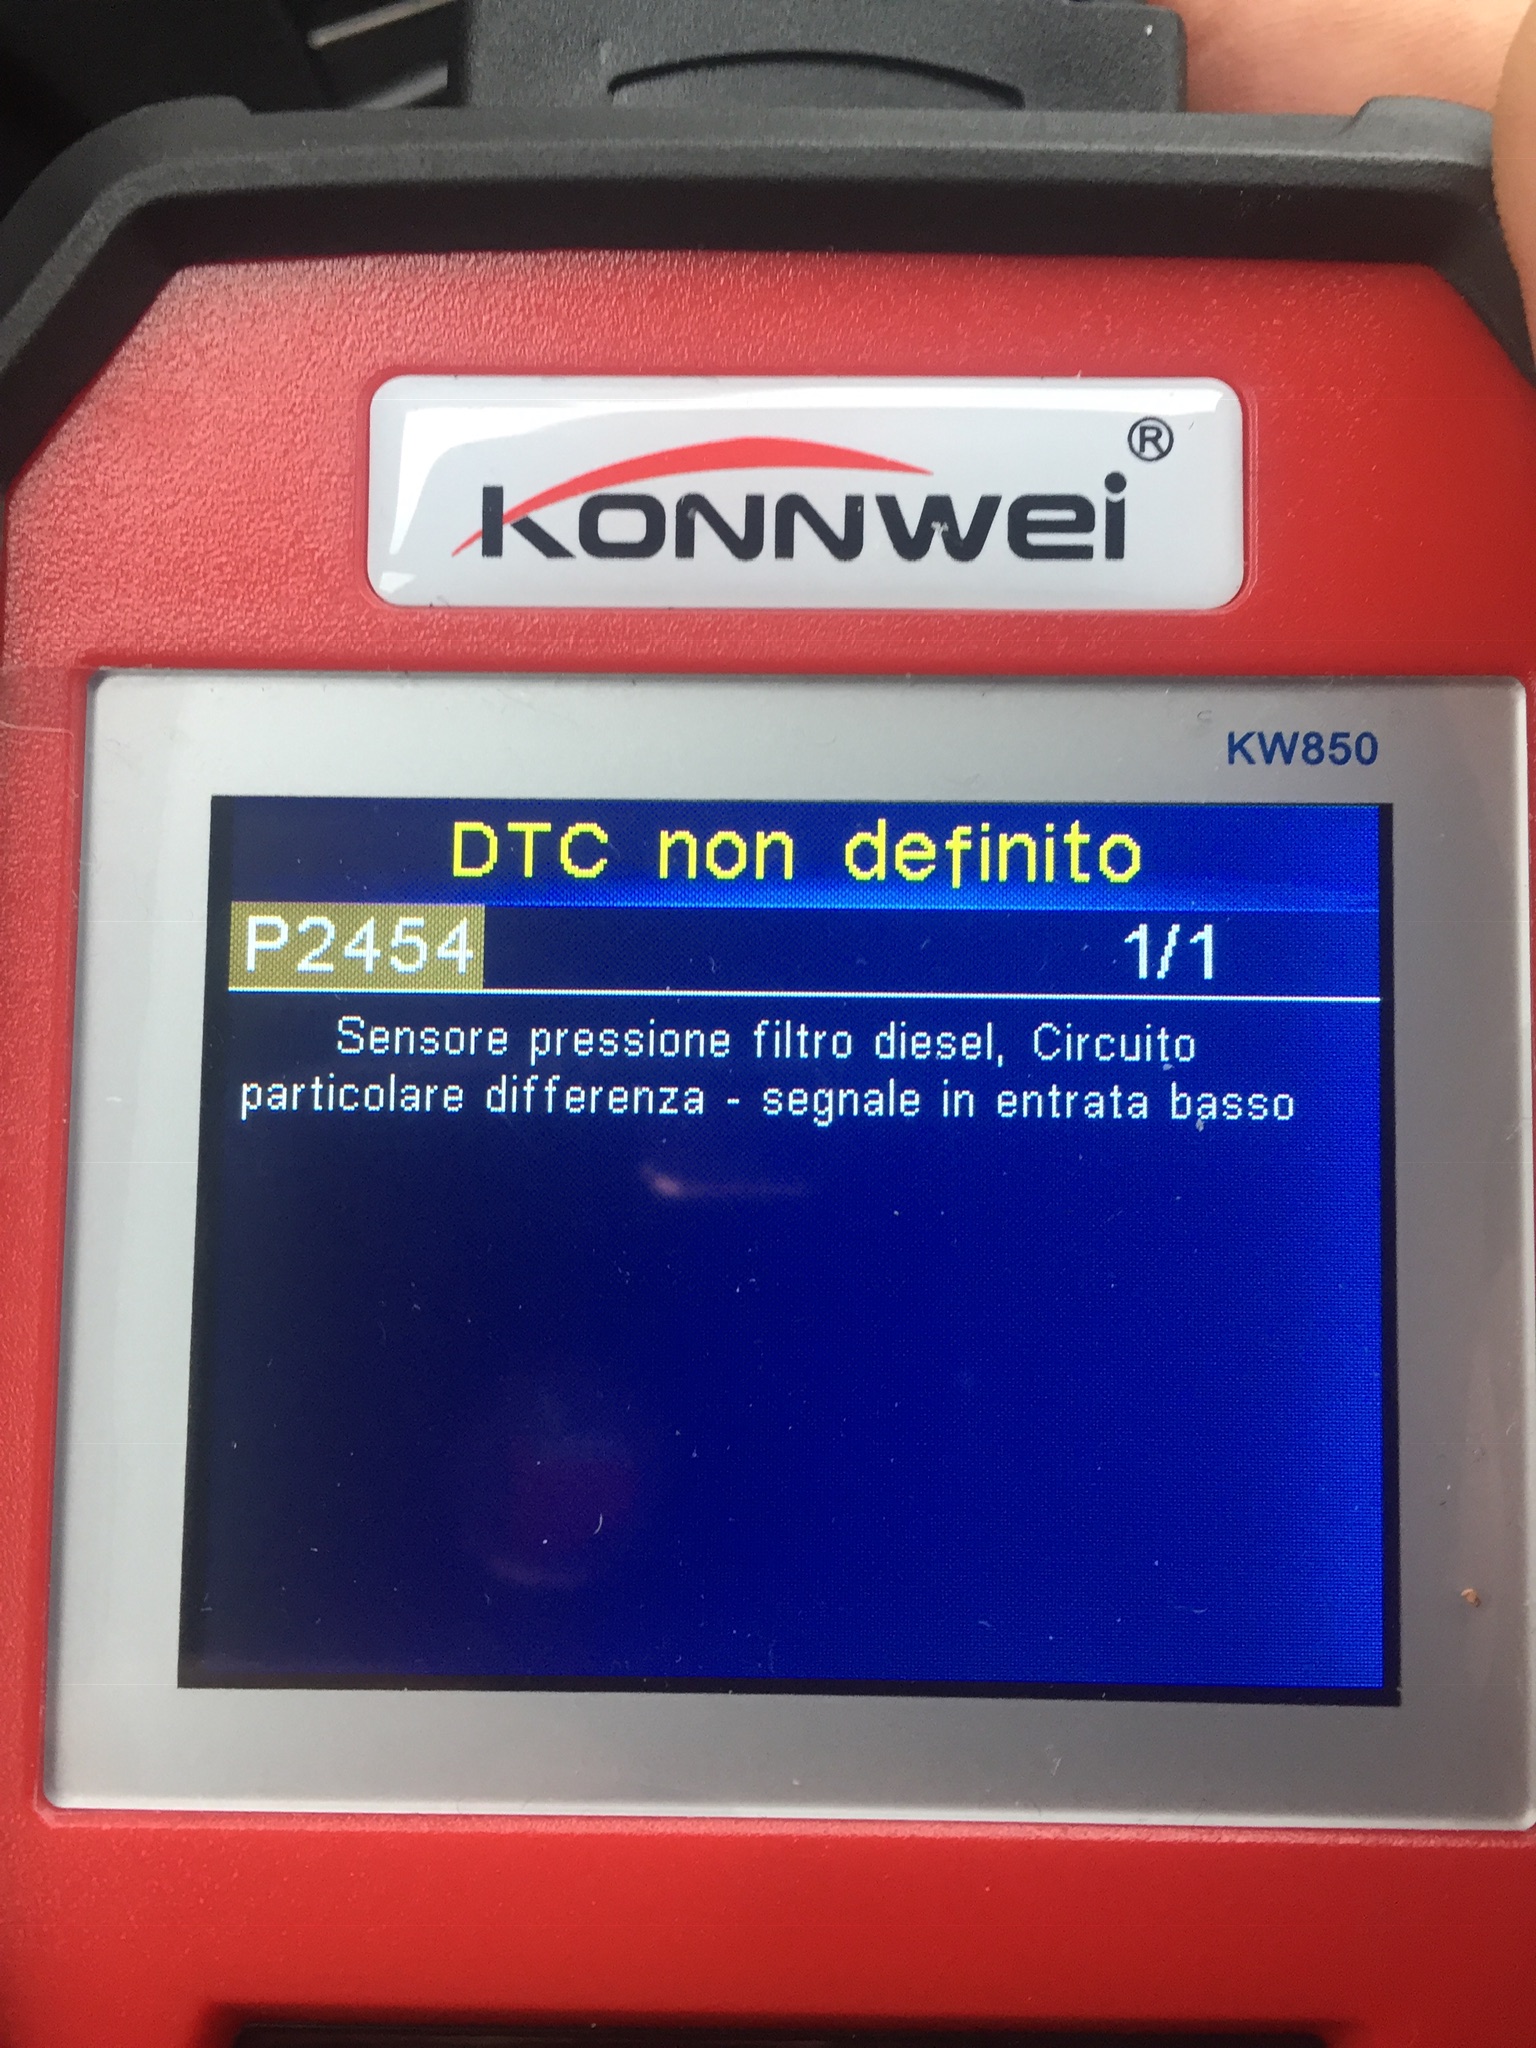 KONNWEI®
KW850
DTC non definito
P2454 1/1
Sensore pressione filtro diesel, Circuito
particolare differenza - segnale in entrata basso